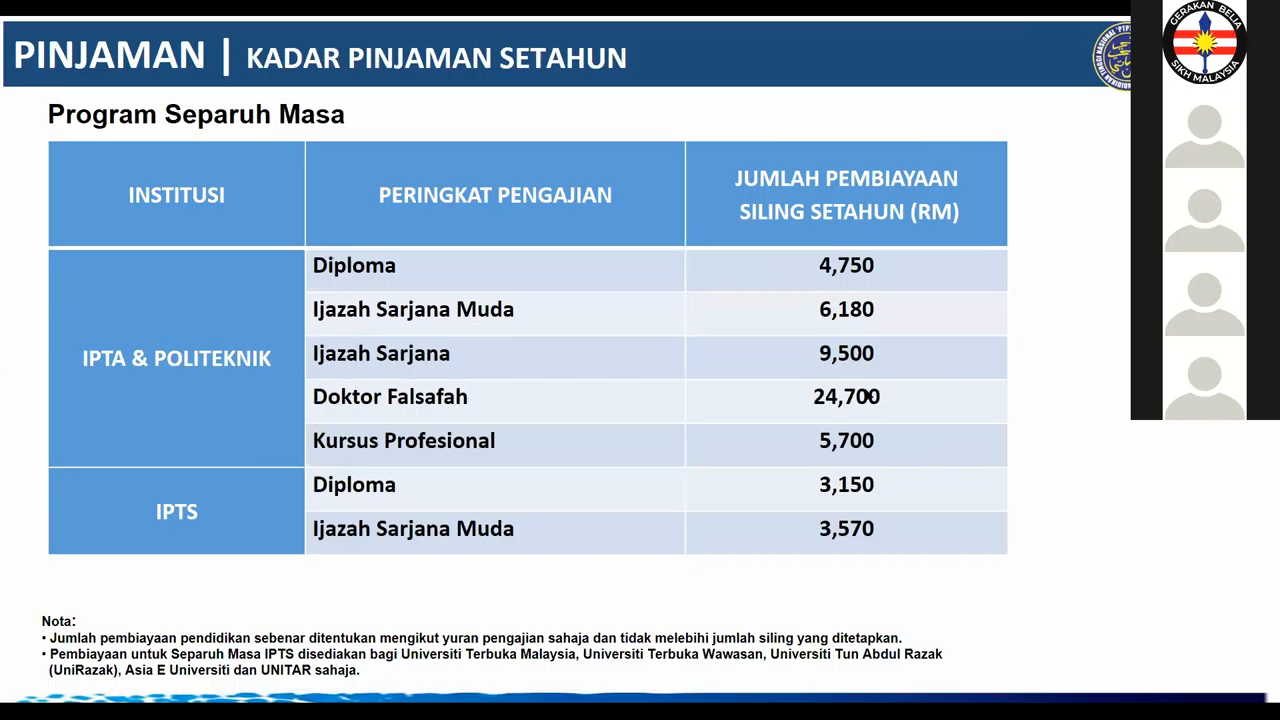 PINJAMAN | KADAR PINJAMAN SETAHUN
GERAKAN BELIA
SIKH MALAYSIA
Program Separuh Masa
INSTITUSI
PERINGKAT PENGAJIAN
JUMLAH PEMBIAYAAN
SILING SETAHUN (RM)
IPTA & POLITEKNIK
Diploma 4,750
Ijazah Sarjana Muda 6,180
Ijazah Sarjana 9,500
Doktor Falsafah 24,700
Kursus Profesional 5,700
IPTS
Diploma 3,150
Ijazah Sarjana Muda 3,570
Nota:
• Jumlah pembiayaan pendidikan sebenar ditentukan mengikut yuran pengajian sahaja dan tidak melebihi jumlah siling yang ditetapkan.
• Pembiayaan untuk Separuh Masa IPTS disediakan bagi Universiti Terbuka Malaysia, Universiti Terbuka Wawasan, Universiti Tun Abdul Razak
(UniRazak), Asia E Universiti dan UNITAR sahaja.